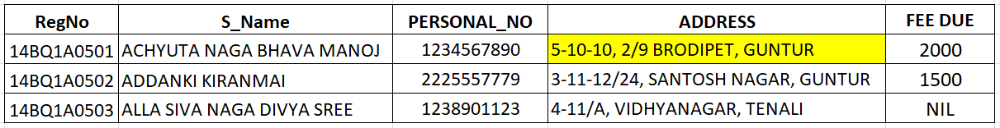 RegNo S_Name PERSONAL_NO ADDRESS FEE DUE
14BQ1A0501 ACHYUTA NAGA BHAVA MANOJ 1234567890 5-10-10, 2/9 BRODIPET, GUNTUR 2000
14BQ1A0502 ADDANKI KIRANMAI 2225557779 3-11-12/24, SANTOSH NAGAR, GUNTUR 1500
14BQ1A0503 ALLA SIVA NAGA DIVYA SREE 1238901123 4-11/A, VIDHYANAGAR, TENALI NIL